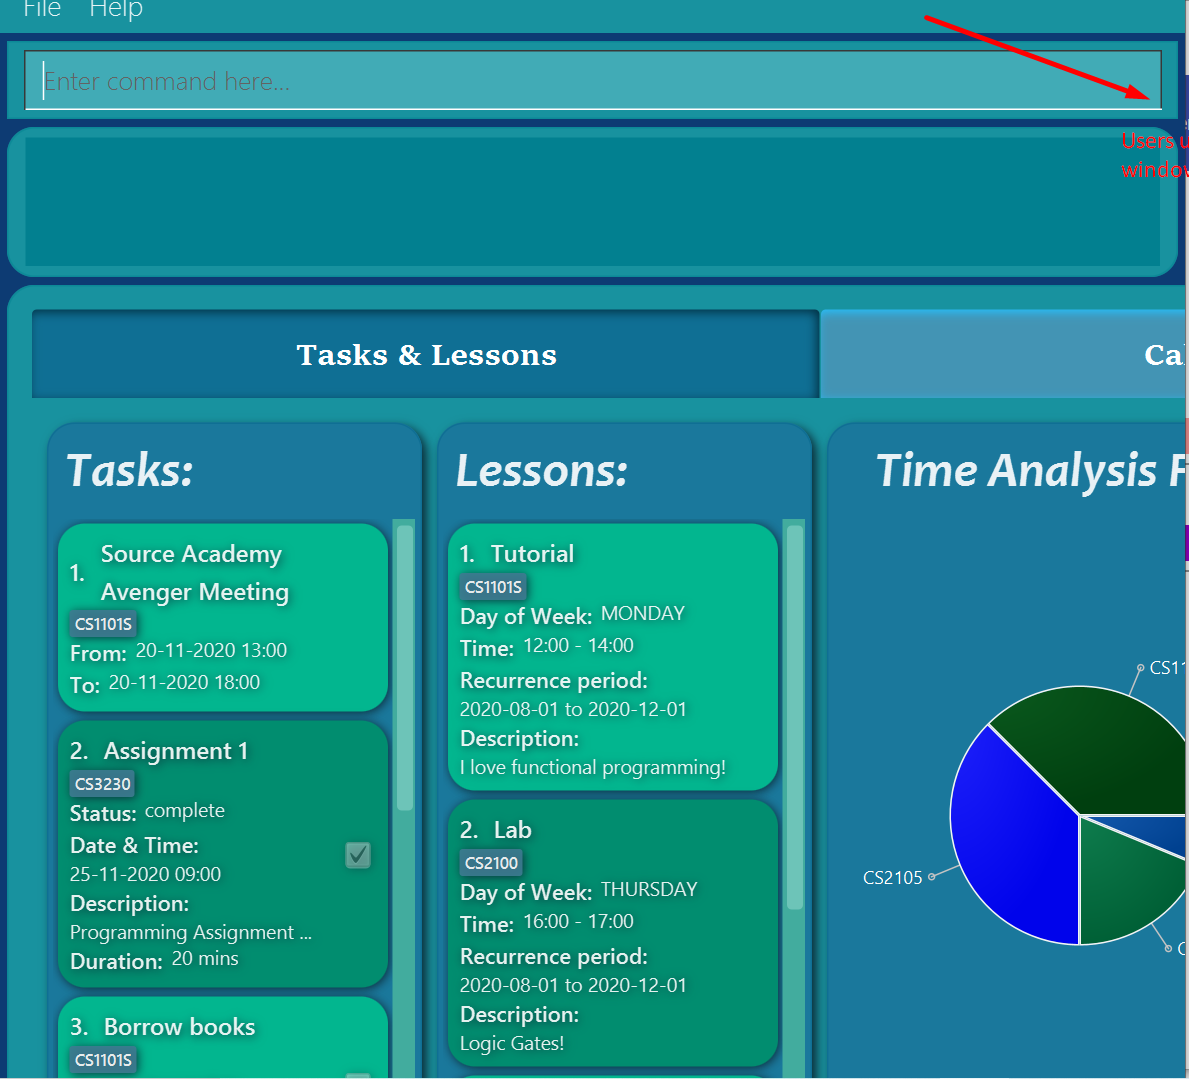 File Help
Enter command here...
Users
Tasks & Lessons
Tasks:
1. Source Academy
Avenger Meeting
CS1101S
From: 20-11-2020 13:00
To: 20-11-2020 18:00
2. Assignment 1
CS3230
Status: complete
Date & Time:
25-11-2020 09:00
Description:
Programming Assignment ...
Duration: 20 mins
3. Borrow books
CS1101S
Lessons:
1. Tutorial
CS1101S
Day of Week: MONDAY
Time: 12:00 - 14:00
Recurrence period:
2020-08-01 to 2020-12-01
Description:
I love functional programming!
2. Lab
CS2100
Day of Week: THURSDAY
Time: 16:00 - 17:00
Recurrence period:
2020-08-01 to 2020-12-01
Description:
Logic Gates!
Time Analysis
CS2105